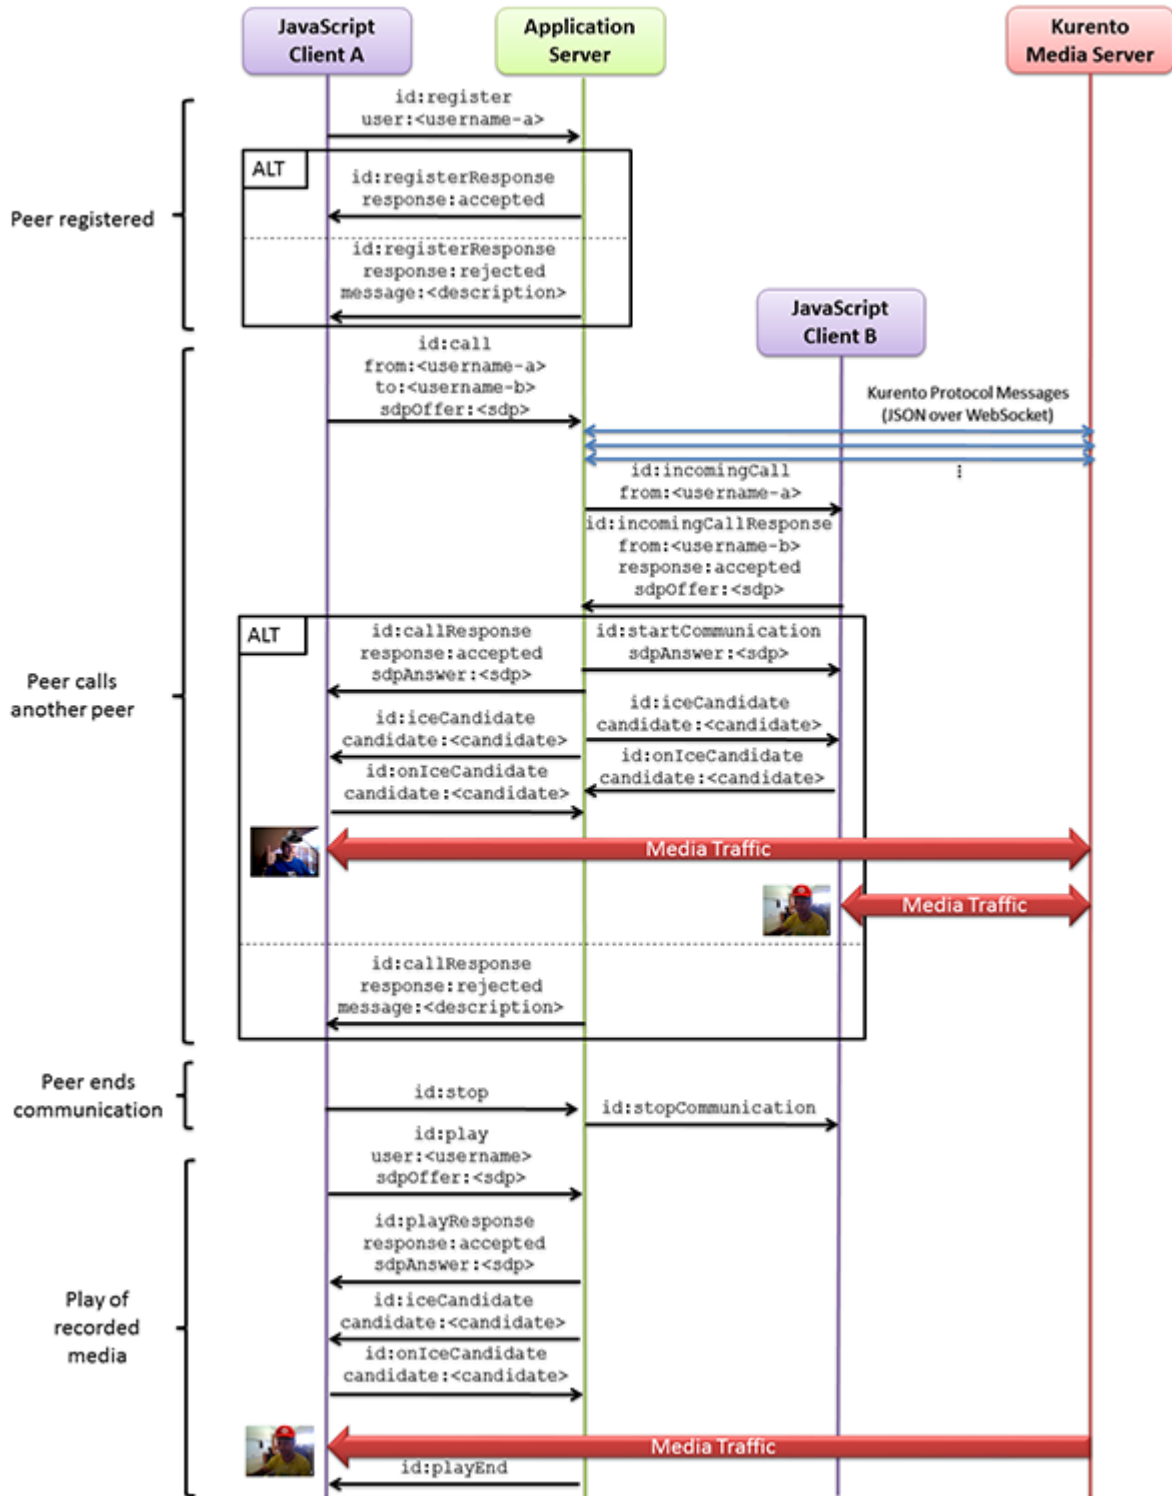 JavaScript
Client A
Application
Server
Kurento
Media Server
id:register
user:<username-a>
ALT
id:registerResponse
response:accepted
Peer registered
id:registerResponse
response:rejected
message:<description>
JavaScript
Client B
id:call
from:<username-a>
to:<username-b>
sdpOffer:<sdp>
Kurento Protocol Messages
(JSON over WebSocket)
id:incomingCall
from:<username-a>
id:incomingCallResponse
from:<username-b>
response:accepted
sdpOffer:<sdp>
ALT
id:callResponse
response:accepted
sdpAnswer:<sdp>
id:startCommunication
sdpAnswer:<sdp>
Peer calls
another peer
id:iceCandidate
candidate:<candidate>
id:iceCandidate
candidate:<candidate>
id:onIceCandidate
candidate:<candidate>
id:onIceCandidate
candidate:<candidate>
Media Traffic
Media Traffic
id:callResponse
response:rejected
message:<description>
Peer ends
communication
id:stop
id:stopCommunication
id:play
user:<username>
sdpOffer:<sdp>
id:playResponse
response:accepted
sdpAnswer:<sdp>
Play of
recorded
media
id:iceCandidate
candidate:<candidate>
id:onIceCandidate
candidate:<candidate>
Media Traffic
id:playEnd